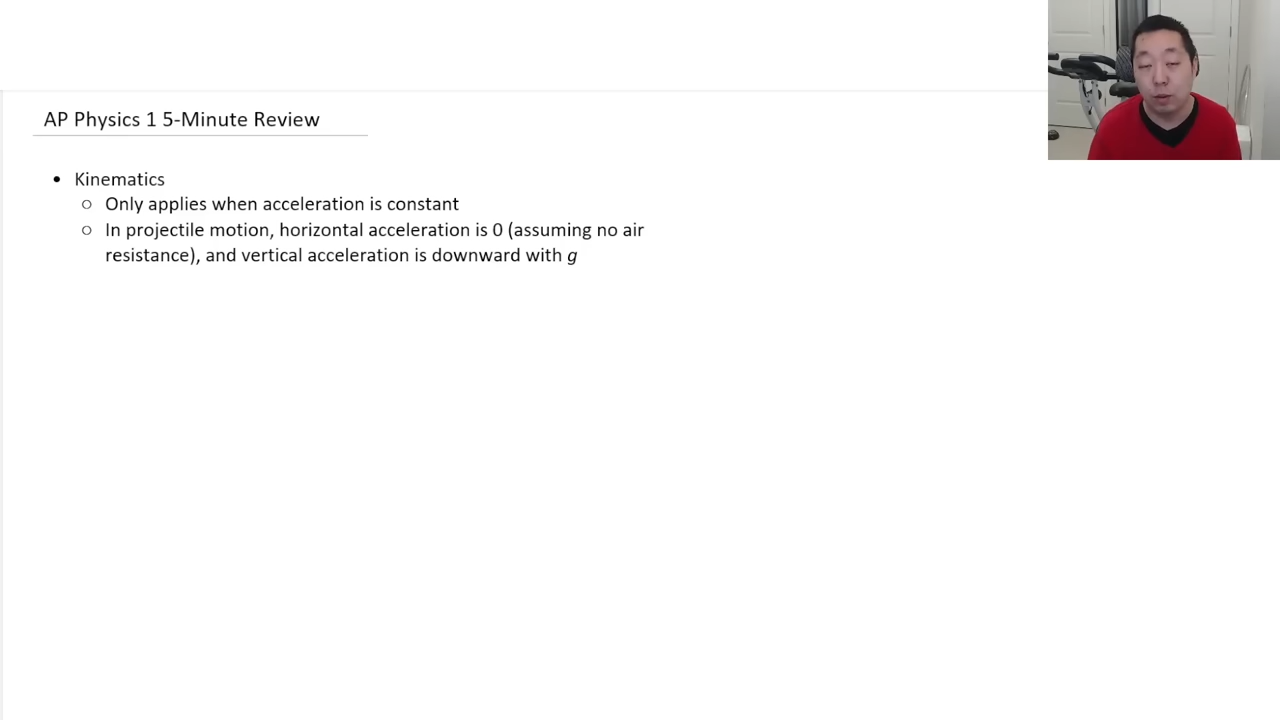 AP Physics 1 5-Minute Review
• Kinematics
○ Only applies when acceleration is constant
○ In projectile motion, horizontal acceleration is 0 (assuming no air
resistance), and vertical acceleration is downward with g